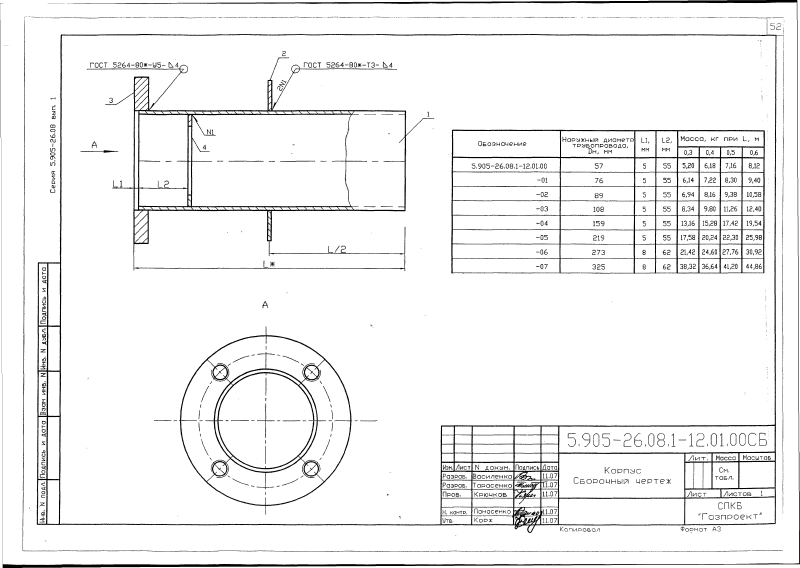 52
Серия 5.905-26.08 вып. 1
ГОСТ 5264-80ж-У5-⊿4
2
ГОСТ 5264-80ж-Т3-⊿4
3
2N1
1
А
N1
4
L1
L2
L/2
L*
А
Обозначение
Наружный диаметр трубопровода, Dн, мм
L1, мм
L2, мм
Масса, кг при L, м
0,3 0,4 0,5 0,6
5.905-26.08.1-12.01.00 57 5 55 5,20 6,18 7,16 8,12
-01 76 5 55 6,14 7,22 8,30 9,40
-02 89 5 55 6,94 8,16 9,38 10,58
-03 108 5 55 8,34 9,80 11,26 12,40
-04 159 5 55 13,16 15,28 17,42 19,54
-05 219 5 55 17,58 20,24 22,30 25,98
-06 273 8 62 21,42 24,60 27,76 30,92
-07 325 8 62 38,32 36,64 41,20 44,86
Инв. N подл.
Подпись и дата
Взам инв. N
Инв. N дубл.
Подпись и дата
5.905-26.08.1-12.01.00СБ
Изм. Лист N докум. Подпись Дата
Разраб. Василенко 11.07
Разраб. Тарасенко 11.07
Пров. Крючков 11.07
Н. контр. Панасенко 11.07
Утв. Корж 11.07
Корпус
Сборочный чертеж
Лит. Масса Масштаб
См. табл.
Лист Листов 1
СПКБ
"Газпроект"
Копировал
Формат А3